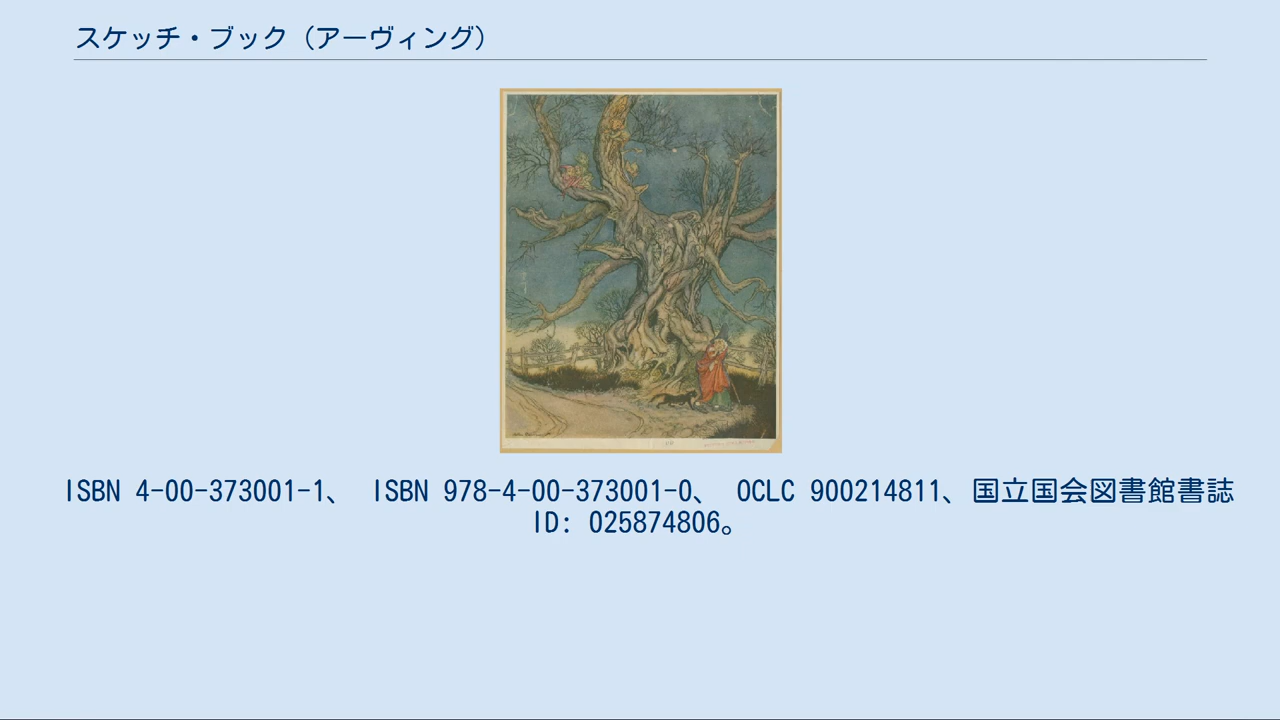 スケッチ・ブック（アーヴィング）
ISBN 4-00-373001-1、 ISBN 978-4-00-373001-0、 OCLC 900214811、国立国会図書館書誌
ID: 025874806。